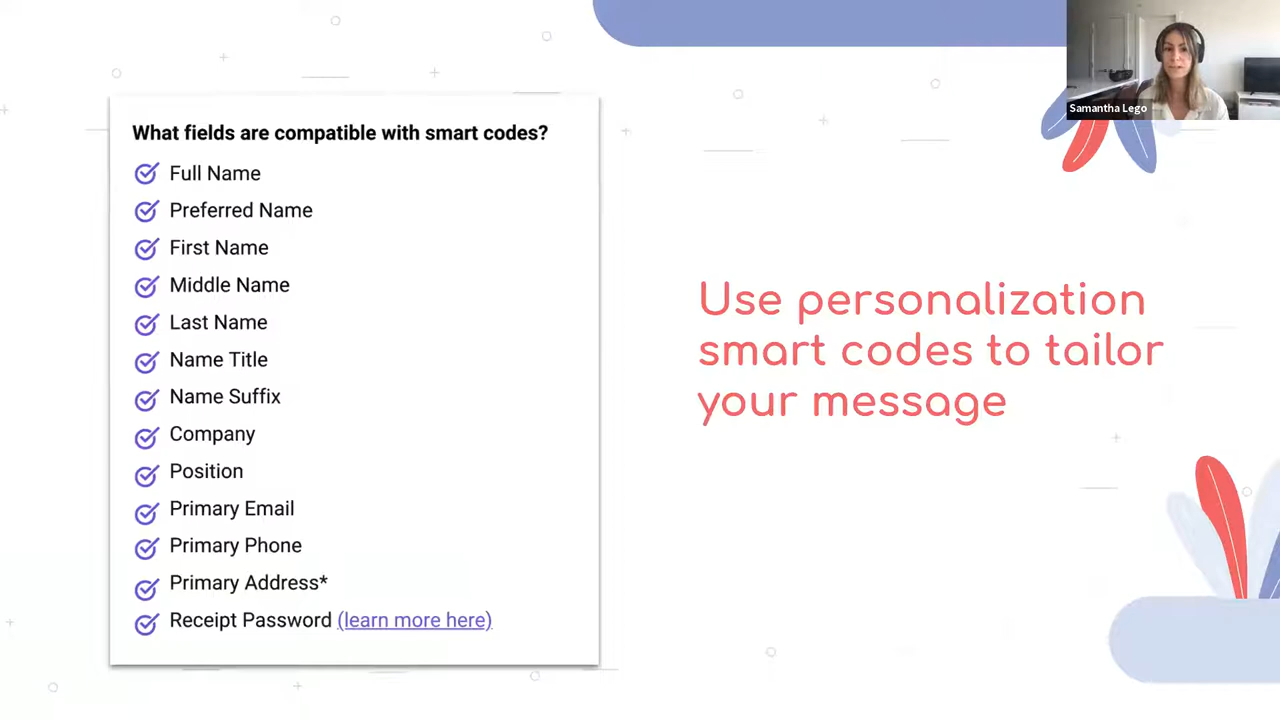 What fields are compatible with smart codes?
Full Name
Preferred Name
First Name
Middle Name
Last Name
Name Title
Name Suffix
Company
Position
Primary Email
Primary Phone
Primary Address*
Receipt Password (learn more here)
Use personalization
smart codes to tailor
your message
Samantha Lego